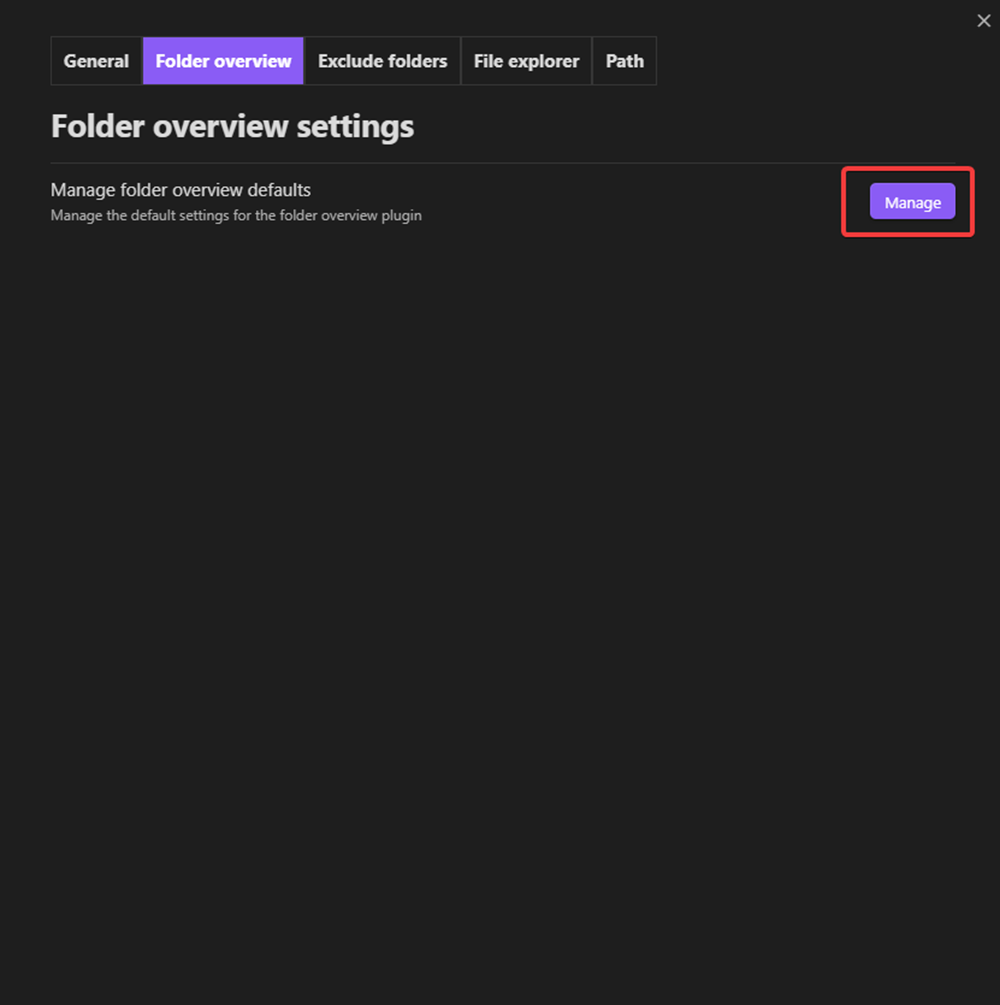 General Folder overview Exclude folders File explorer Path
Folder overview settings
Manage folder overview defaults
Manage the default settings for the folder overview plugin
Manage